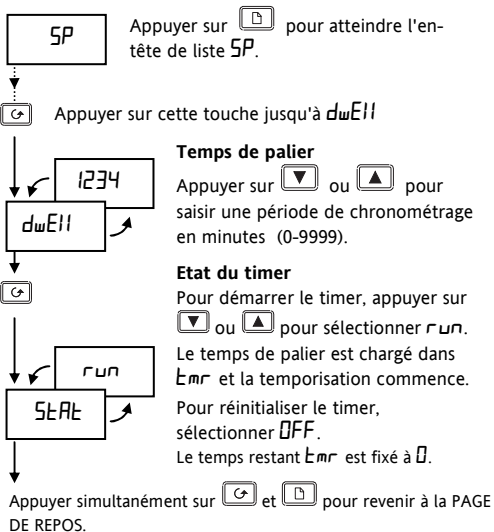 SP
Appuyer sur pour atteindre l'en-
tête de liste SP.
Appuyer sur cette touche jusqu'à dwEll
Temps de palier
1234
dwEll
Appuyer sur ou pour
saisir une période de chronométrage
en minutes (0-9999).
Etat du timer
Pour démarrer le timer, appuyer sur
ou pour sélectionner run.
run
StAt
Le temps de palier est chargé dans
tmr et la temporisation commence.
Pour réinitialiser le timer,
sélectionner OFF.
Le temps restant tmr est fixé à 0.
Appuyer simultanément sur et pour revenir à la PAGE
DE REPOS.